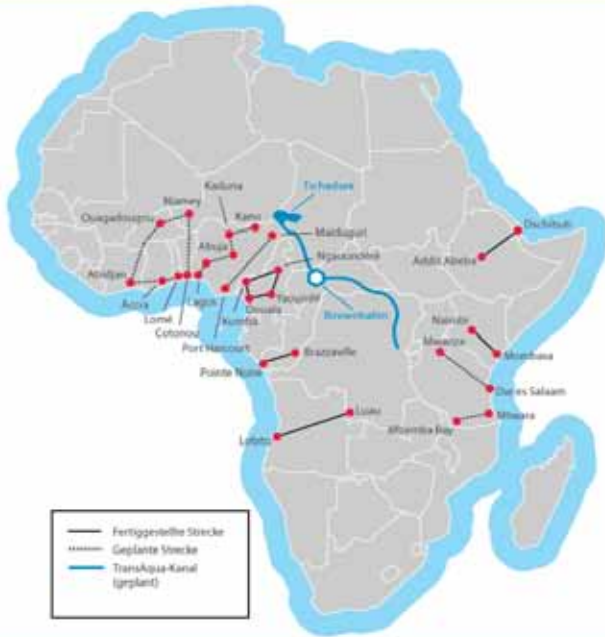 Tschadsee
Kaduna
Niamey
Kano
Ouagadougou
Maiduguri
Dschibuti
Abuja
Ngaoundéré
Addis Abeba
Abidjan
Accra
Lagos
Yaoundé
Lomé
Douala
Binnenhafen
Cotonou
Kumba
Nairobi
Port Harcourt
Mwanza
Brazzaville
Mombasa
Pointe Noire
Dar es Salaam
Luau
Mtwara
Mbamba Bay
Lobito
Fertiggestellte Strecke
Geplante Strecke
TransAqua-Kanal
(geplant)